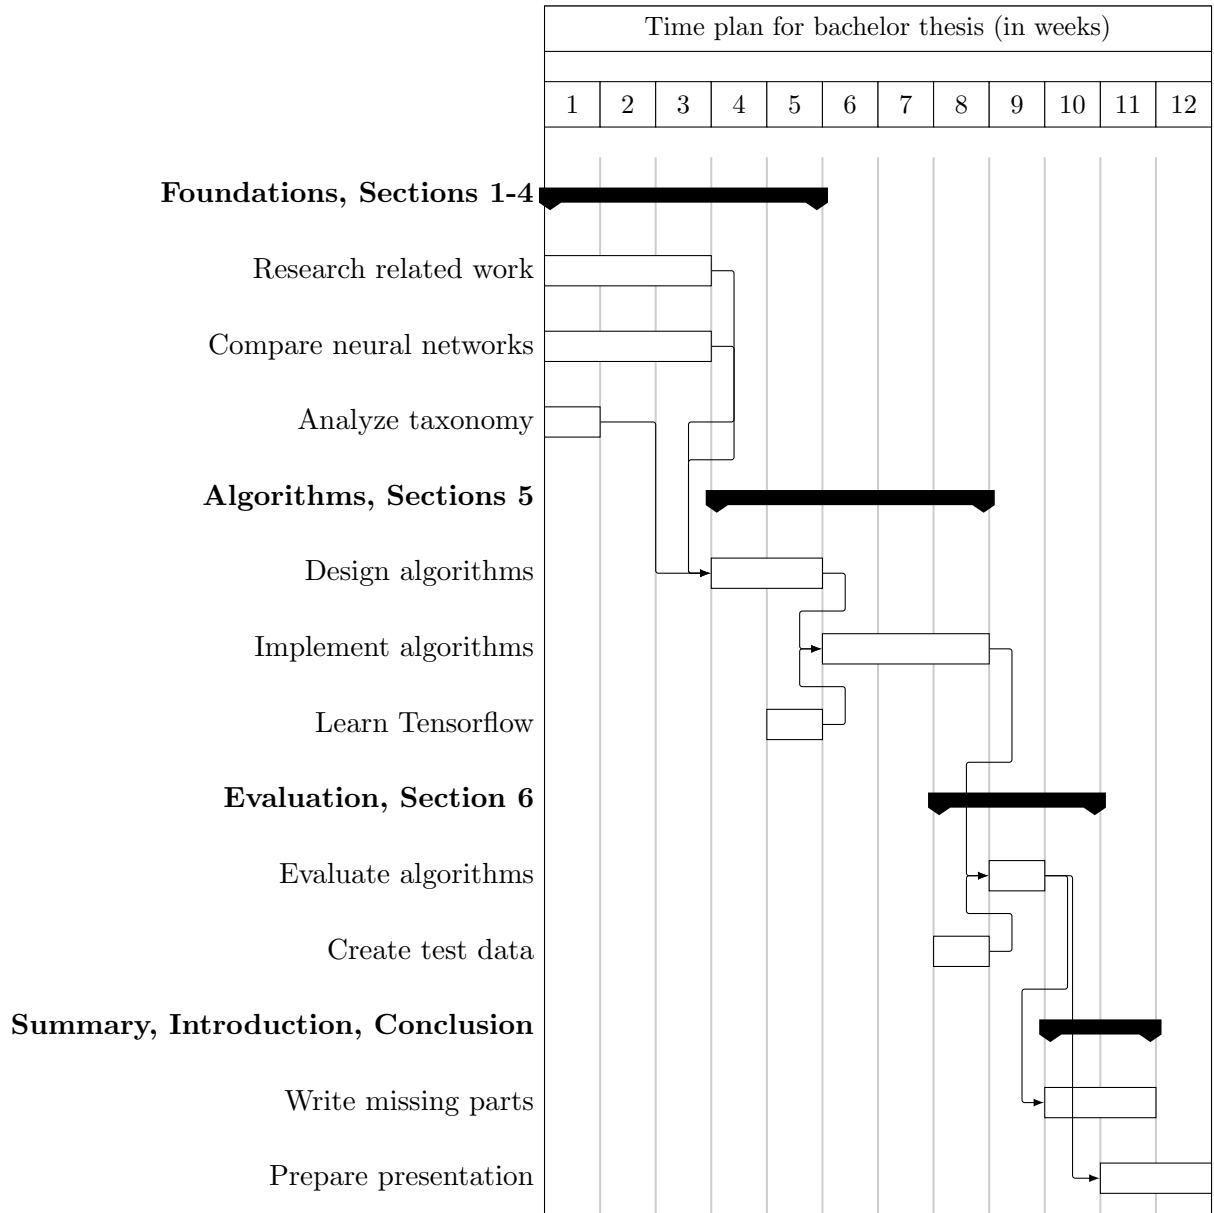 Time plan for bachelor thesis (in weeks)
1 2 3 4 5 6 7 8 9 10 11 12
Foundations, Sections 1-4
Research related work
Compare neural networks
Analyze taxonomy
Algorithms, Sections 5
Design algorithms
Implement algorithms
Learn Tensorflow
Evaluation, Section 6
Evaluate algorithms
Create test data
Summary, Introduction, Conclusion
Write missing parts
Prepare presentation